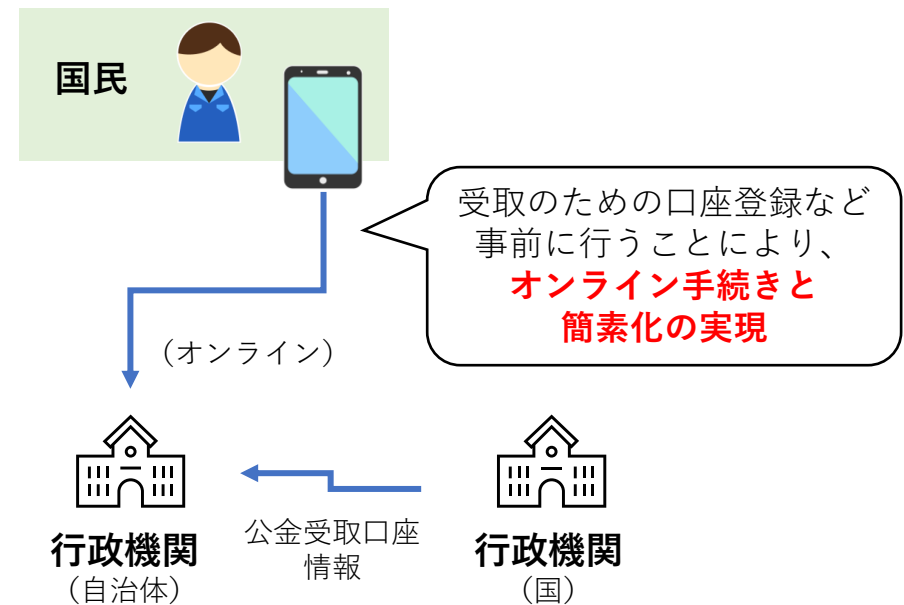 国民
受取のための口座登録など
事前に行うことにより、
オンライン手続きと
簡素化の実現
（オンライン）
公金受取口座
情報
行政機関
（自治体）
行政機関
（国）